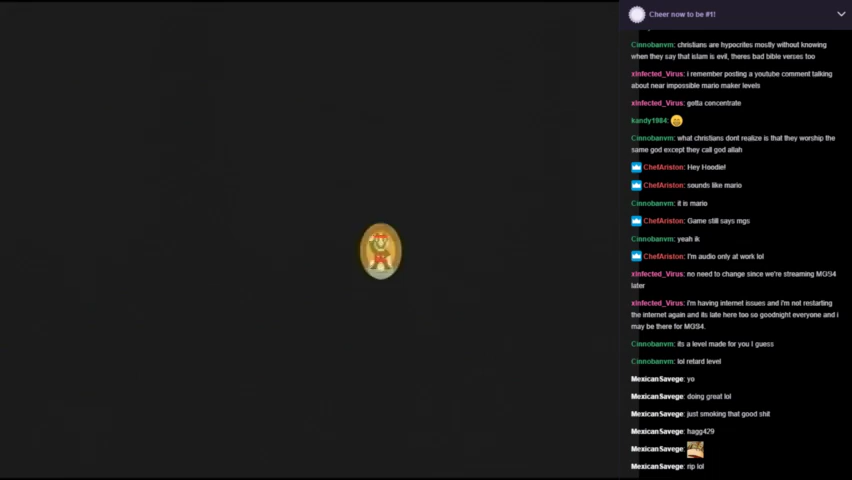 Cheer now to be #1!
Cinnobanvm: christians are hypocrites mostly without knowing
when they say that islam is evil, theres bad bible verses too
xInfected_Virus: i remember posting a youtube comment talking
about near impossible mario maker levels
xInfected_Virus: gotta concentrate
kandy1984:
Cinnobanvm: what christians dont realize is that they worship the
same god except they call god allah
ChefAriston: Hey Hoodie!
ChefAriston: sounds like mario
Cinnobanvm: it is mario
ChefAriston: Game still says mgs
Cinnobanvm: yeah ik
ChefAriston: I'm audio only at work lol
xInfected_Virus: no need to change since we're streaming MGS4
later
xInfected_Virus: i'm having internet issues and i'm not restarting
the internet again and its late here too so goodnight everyone and i
may be there for MGS4.
Cinnobanvm: its a level made for you I guess
Cinnobanvm: lol retard level
MexicanSavege: yo
MexicanSavege: doing great lol
MexicanSavege: just smoking that good shit
MexicanSavege: hagg429
MexicanSavege:
MexicanSavege: rip lol